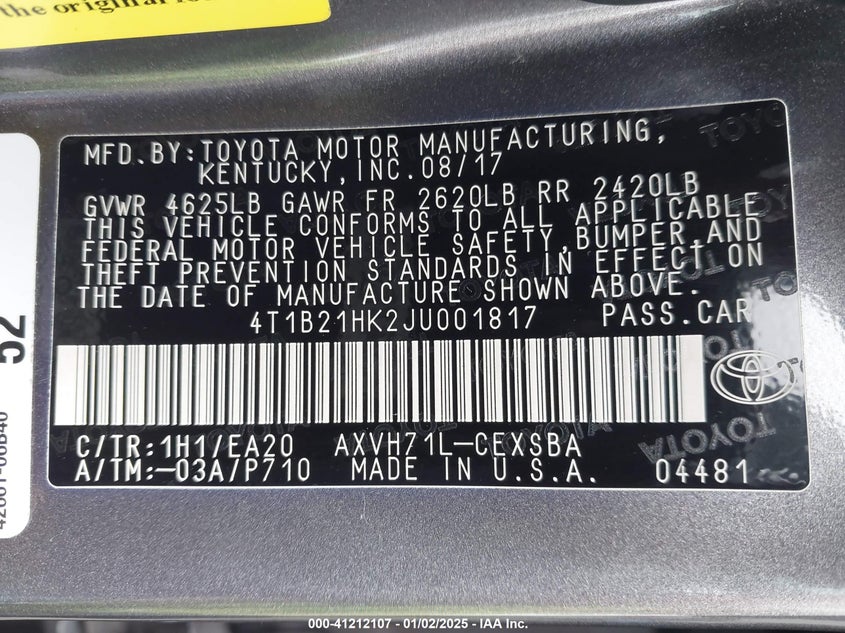 the original
MFD.BY:TOYOTA MOTOR MANUFACTURING,
KENTUCKY,INC.08/17
GVWR 4625LB GAWR FR 2620LB RR 2420LB
THIS VEHICLE CONFORMS TO ALL APPLICABLE
FEDERAL MOTOR VEHICLE SAFETY,BUMPER,AND
THEFT PREVENTION STANDARDS IN EFFECT ON
THE DATE OF MANUFACTURE SHOWN ABOVE.
4T1B21HK2JU001817 PASS.CAR
C/TR:1H1/EA20 AXVH71L-CEXSBA
A/TM:-03A/P710 MADE IN U.S.A. 04481
52
TOYOTA
000-41212107 - 01/02/2025 - IAA Inc.